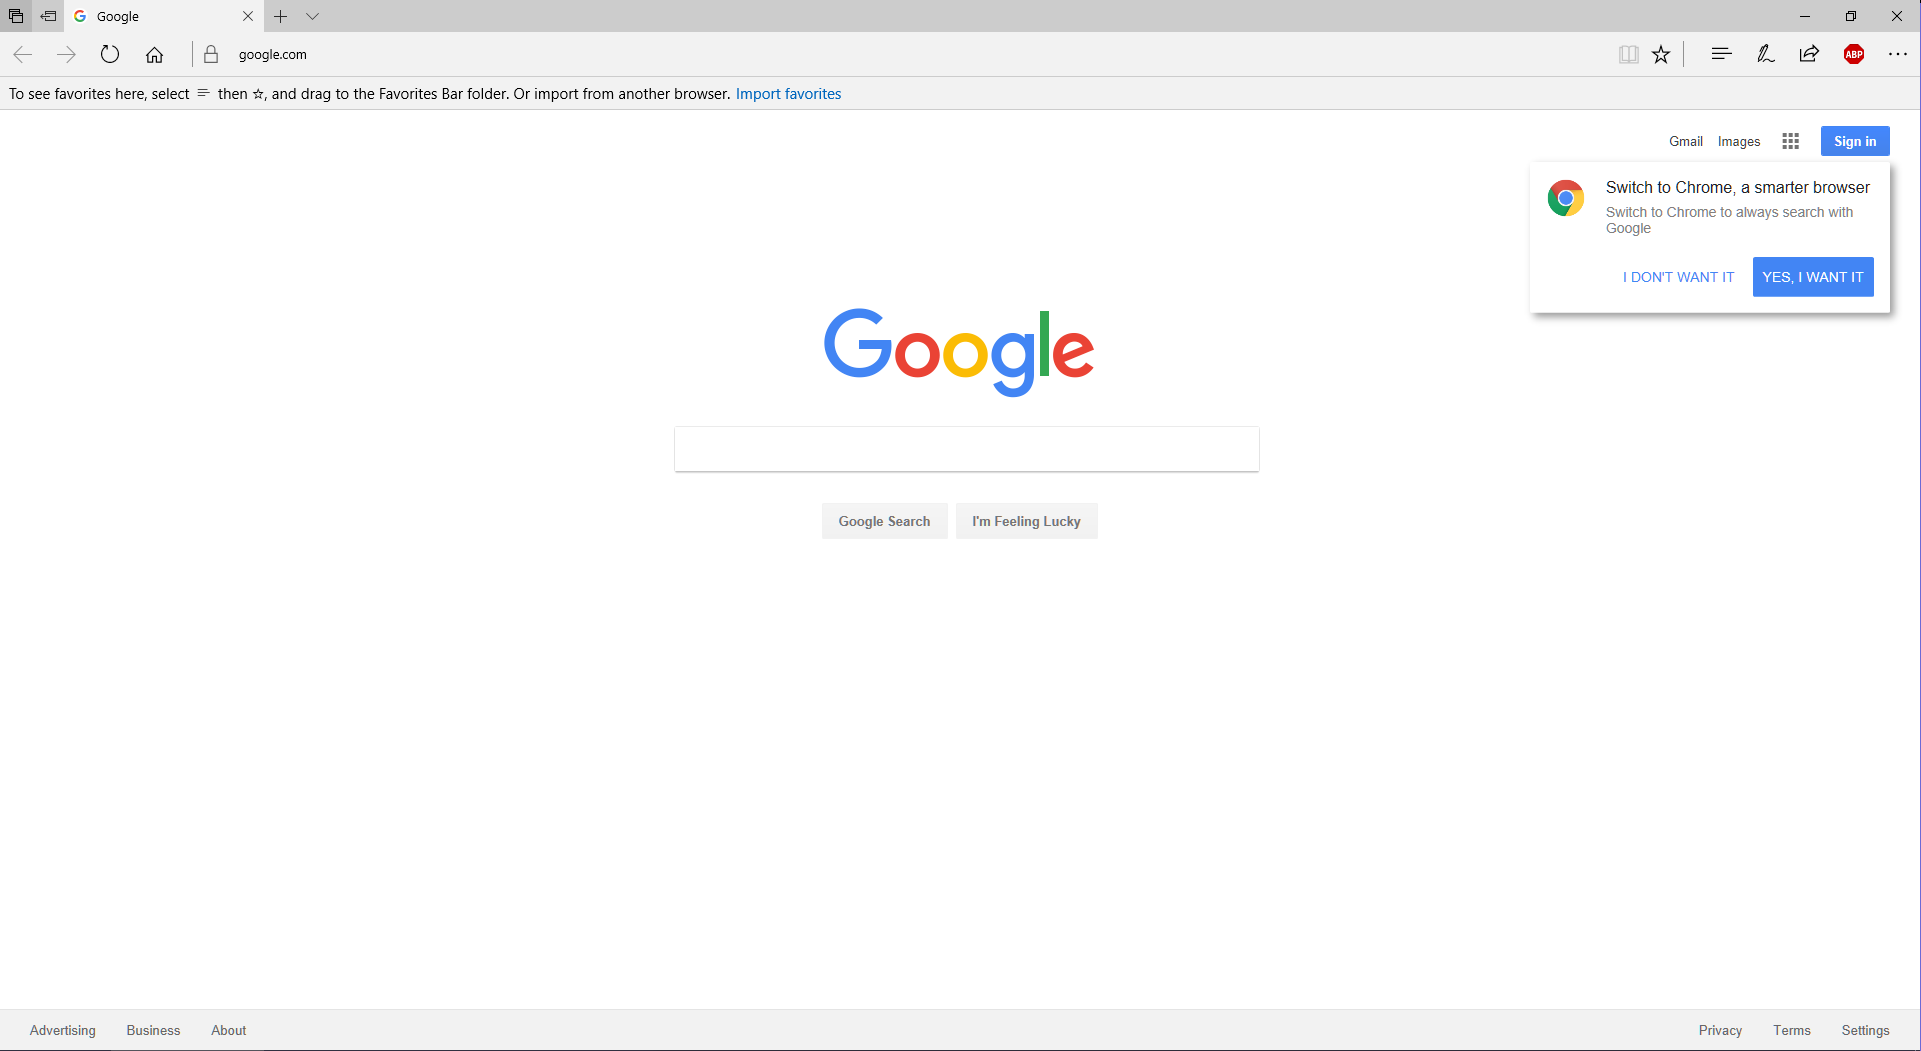 Google
google.com
ABP
To see favorites here, select then , and drag to the Favorites Bar folder. Or import from another browser. Import favorites
Gmail Images Sign in
Switch to Chrome, a smarter browser
Switch to Chrome to always search with
Google
I DON'T WANT IT YES, I WANT IT
Google
Google Search I'm Feeling Lucky
Advertising Business About Privacy Terms Settings